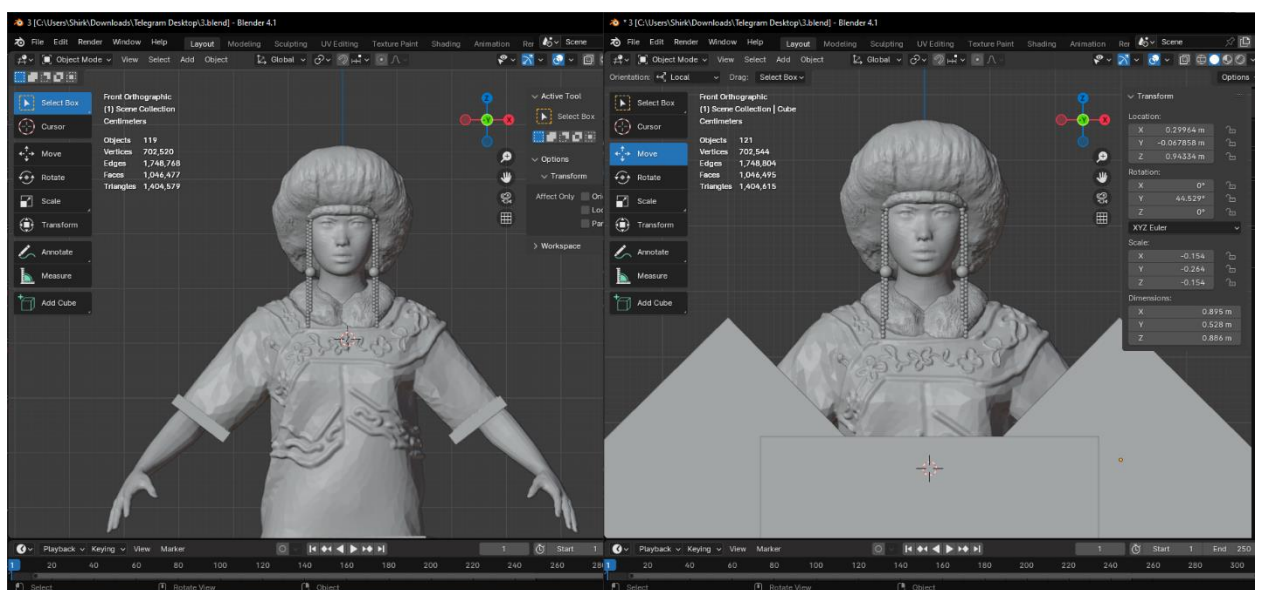 3 [C:\Users\Shirk\Downloads\Telegram Desktop\3.blend] - Blender 4.1
File Edit Render Window Help Layout Modeling Sculpting UV Editing Texture Paint Shading Animation Scene
Object Mode View Select Add Object Global
Select Box
Cursor
Move
Rotate
Scale
Transform
Annotate
Measure
Add Cube
Front Orthographic
(1) Scene Collection
Centimeters
Objects 119
Vertices 702,520
Edges 1,748,768
Faces 1,046,477
Triangles 1,404,579
Z
-Y
X
Active Tool
Select Box
Options
Transform
Affect Only Ori
Loc
Par
Workspace
Playback Keying View Marker 1 Start 1
1 20 40 60 80 100 120 140 160 180 200 220 240 260 28
Select Rotate View Object
* 3 [C:\Users\Shirk\Downloads\Telegram Desktop\3.blend] - Blender 4.1
File Edit Render Window Help Layout Modeling Sculpting UV Editing Texture Paint Shading Animation Scene
Object Mode View Select Add Object Global
Orientation: Local Drag: Select Box Options
Select Box
Cursor
Move
Rotate
Scale
Transform
Annotate
Measure
Add Cube
Front Orthographic
(1) Scene Collection | Cube
Centimeters
Objects 121
Vertices 702,544
Edges 1,748,804
Faces 1,046,495
Triangles 1,404,615
Z
-Y
X
Transform
Location:
X 0.29964 m
Y -0.067858 m
Z 0.94334 m
Rotation:
X 0°
Y 44.529°
Z 0°
XYZ Euler
Scale:
X -0.154
Y -0.264
Z -0.154
Dimensions:
X 0.895 m
Y 0.528 m
Z 0.886 m
Playback Keying View Marker 1 Start 1 End 250
1 20 40 60 80 100 120 140 160 180 200 220 240 260 280 300
Select Rotate View Object